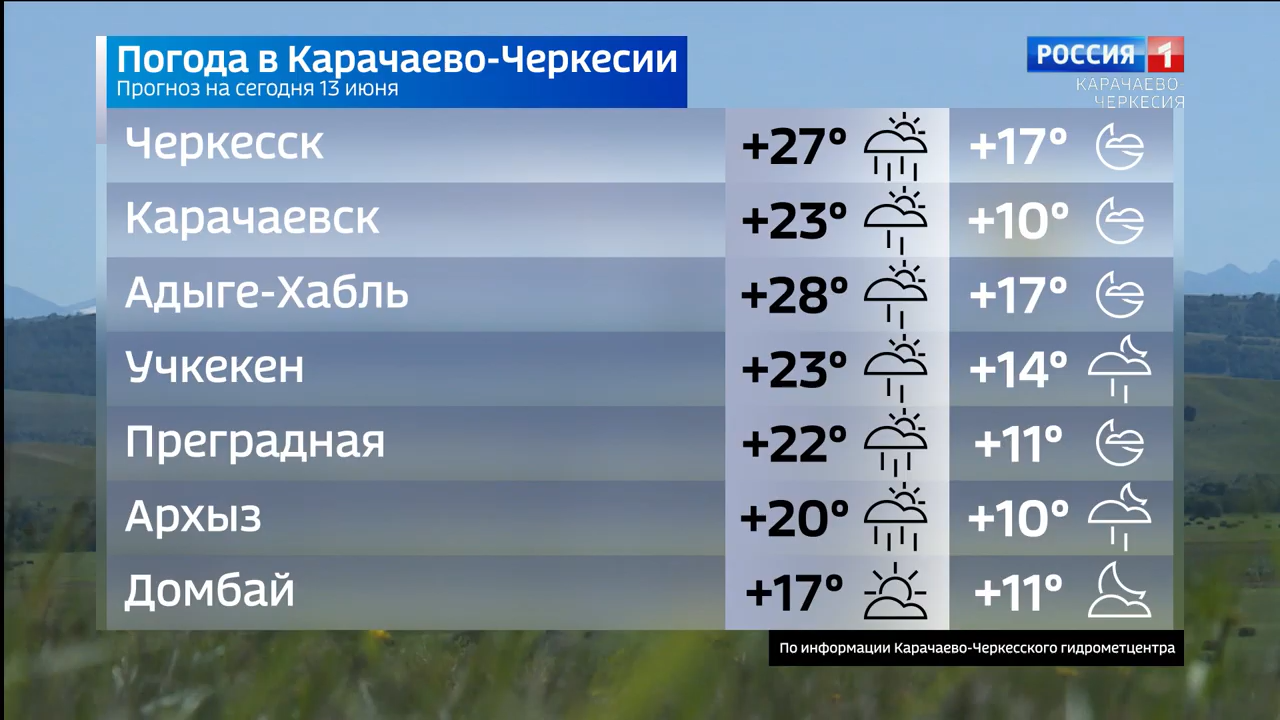 Погода в Карачаево-Черкесии
Прогноз на сегодня 13 июня
РОССИЯ 1
КАРАЧАЕВО-
ЧЕРКЕСИЯ
Черкесск +27° +17°
Карачаевск +23° +10°
Адыге-Хабль +28° +17°
Учкекен +23° +14°
Преградная +22° +11°
Архыз +20° +10°
Домбай +17° +11°
По информации Карачаево-Черкесского гидрометцентра